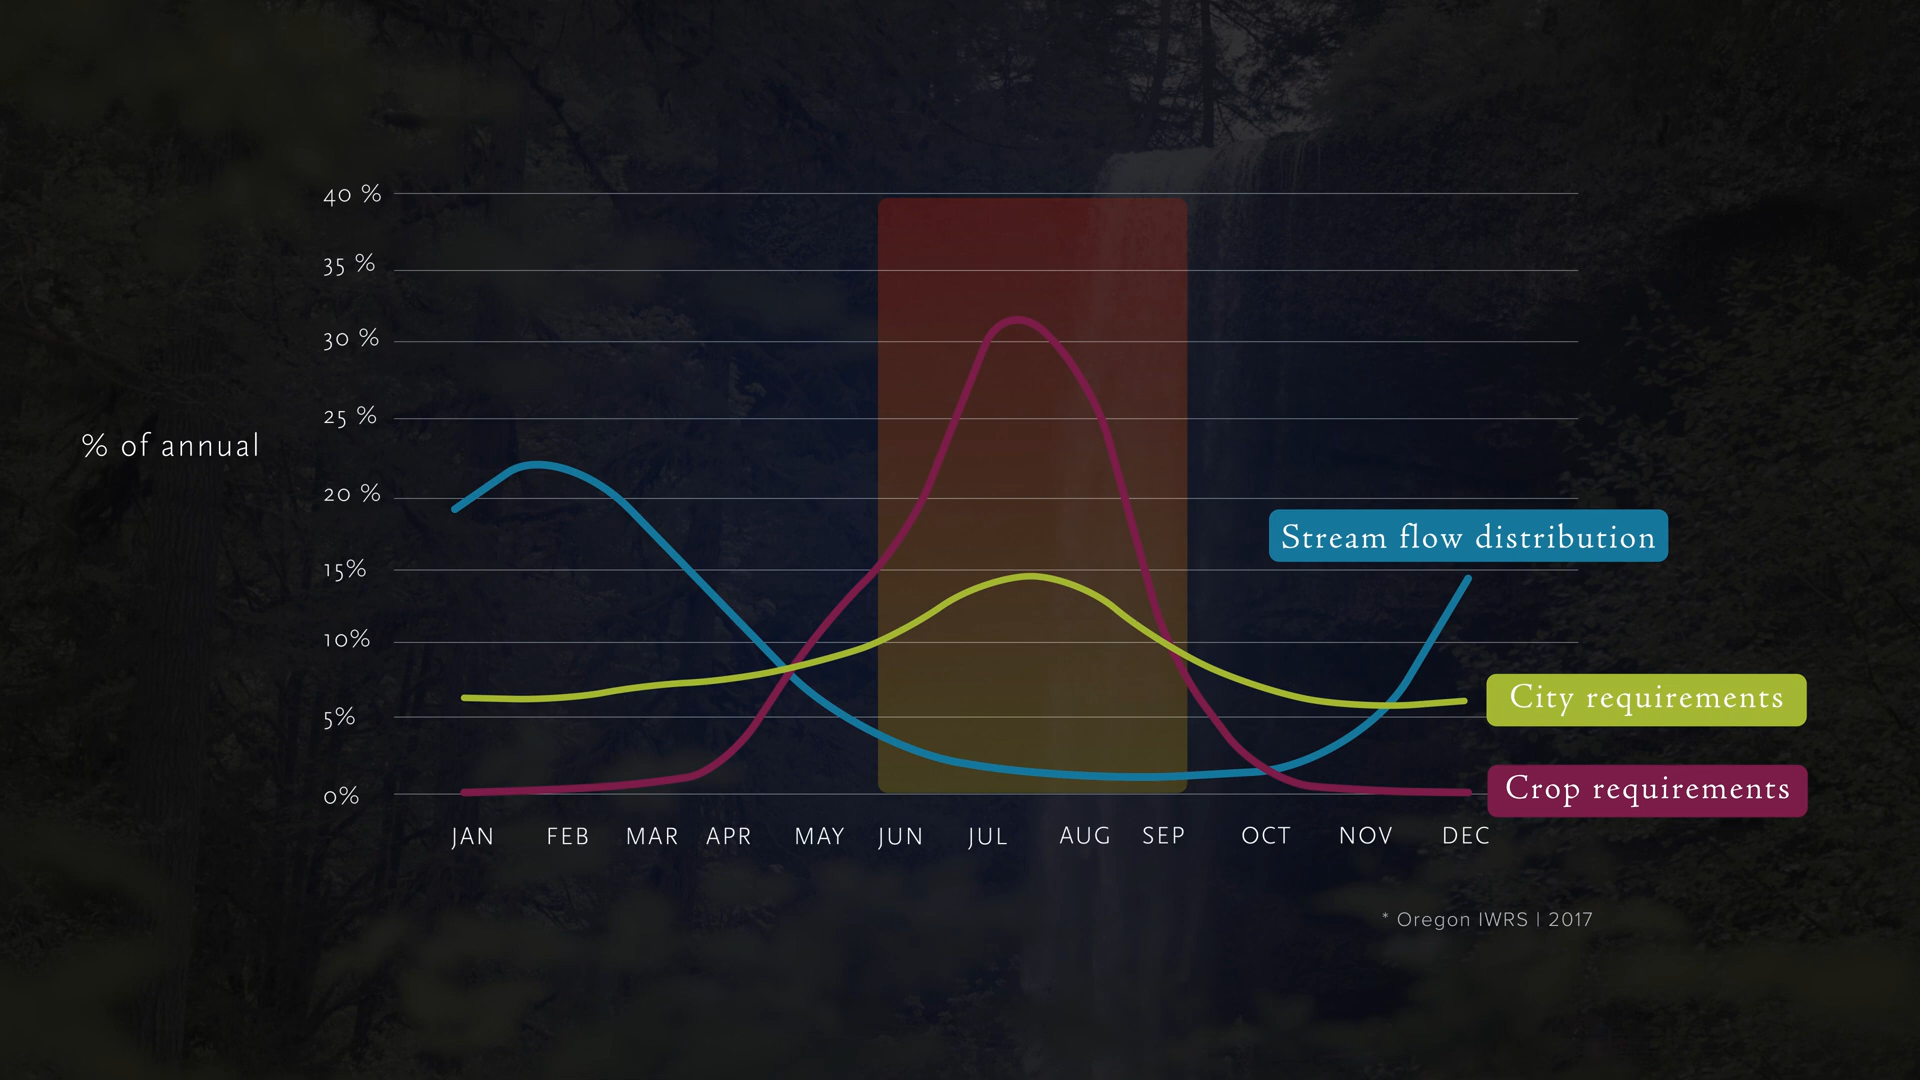 40 %
35 %
30 %
25 %
% of annual
20 %
Stream flow distribution
15%
10%
City requirements
5%
Crop requirements
0%
JAN FEB MAR APR MAY JUN JUL AUG SEP OCT NOV DEC
* Oregon IWRS | 2017